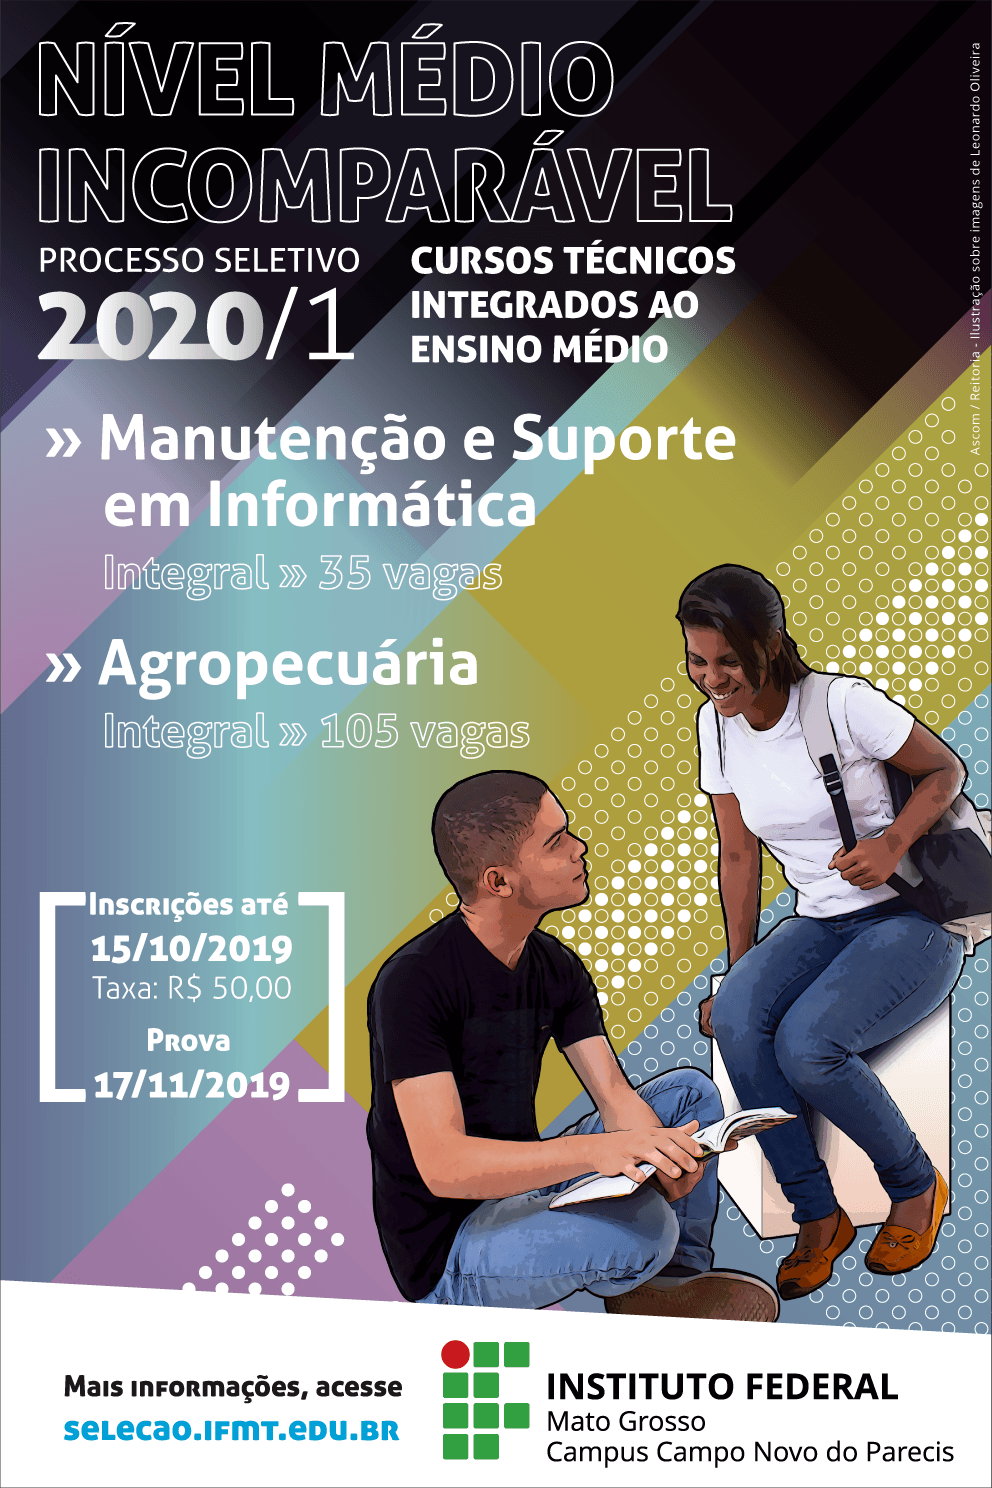 NÍVEL MÉDIO
INCOMPARÁVEL
PROCESSO SELETIVO
2020/1
CURSOS TÉCNICOS
INTEGRADOS AO
ENSINO MÉDIO
» Manutenção e Suporte
em Informática
Integral » 35 vagas
» Agropecuária
Integral » 105 vagas
Inscrições até
15/10/2019
Taxa: R$ 50,00
Prova
17/11/2019
Ascom / Reitoria - Ilustração sobre imagens de Leonardo Oliveira
Mais informações, acesse
selecao.ifmt.edu.br
INSTITUTO FEDERAL
Mato Grosso
Campus Campo Novo do Parecis